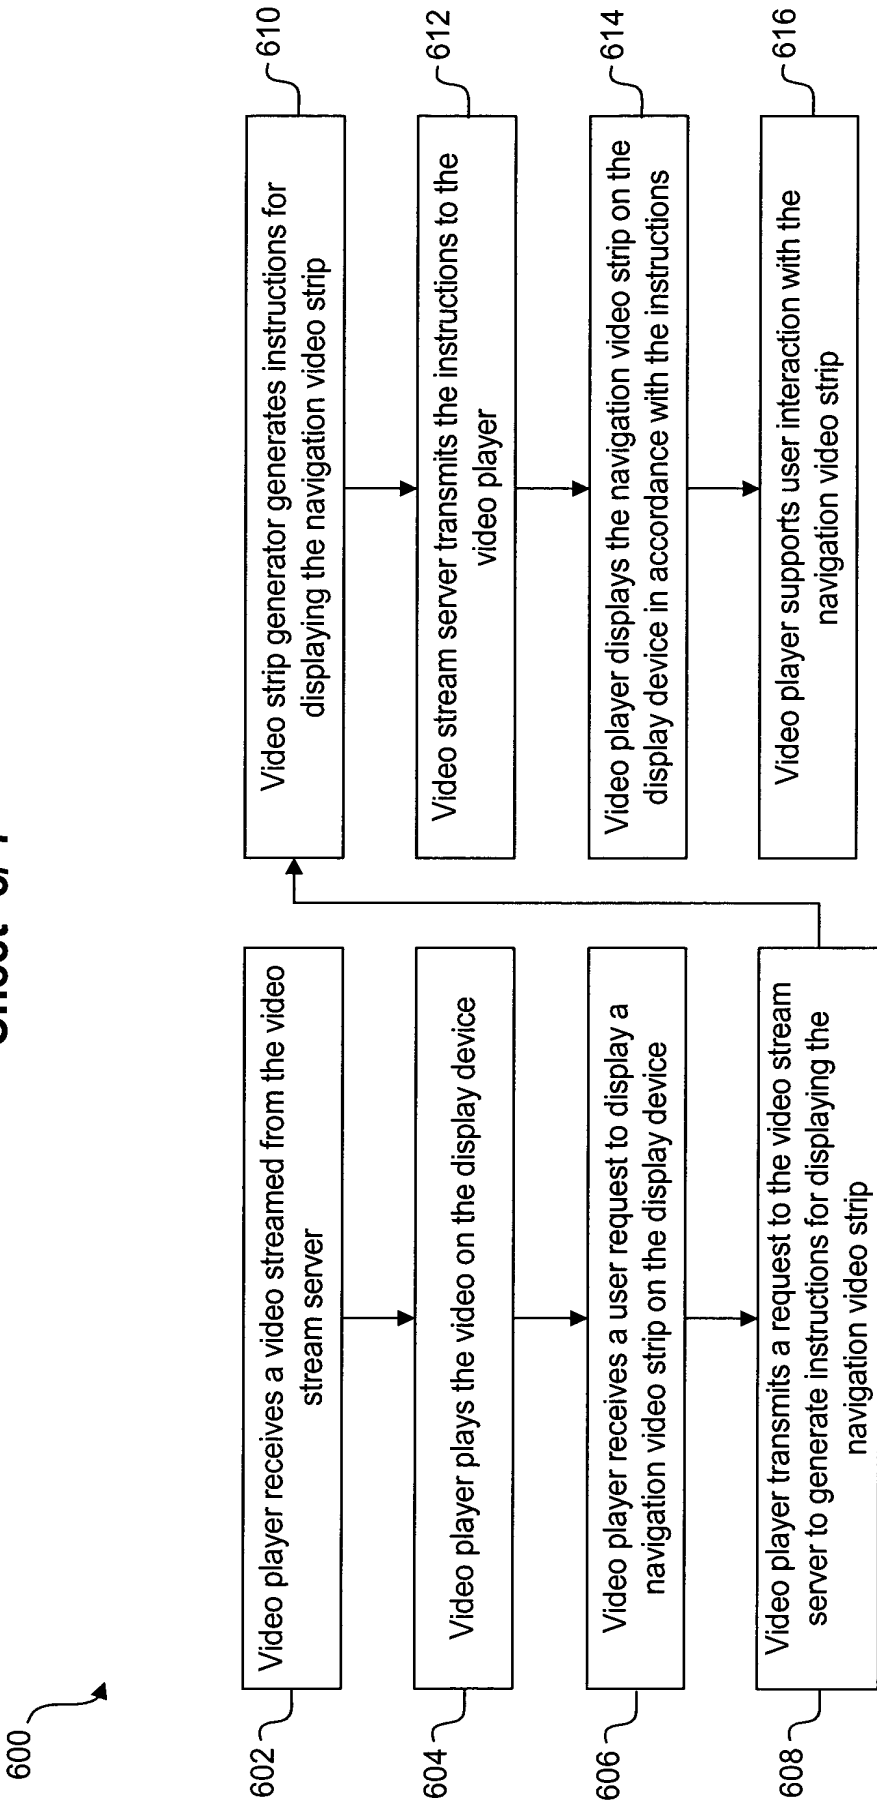 600
602
Video player receives a video streamed from the video
stream server
604
Video player plays the video on the display device
606
Video player receives a user request to display a
navigation video strip on the display device
608
Video player transmits a request to the video stream
server to generate instructions for displaying the
navigation video strip
610
Video strip generator generates instructions for
displaying the navigation video strip
612
Video stream server transmits the instructions to the
video player
614
Video player displays the navigation video strip on the
display device in accordance with the instructions
616
Video player supports user interaction with the
navigation video strip